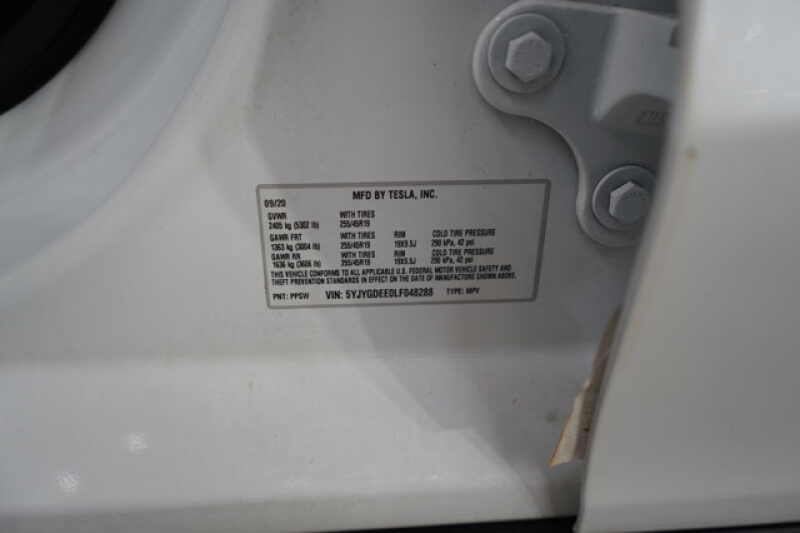 MFD BY TESLA, INC.
09/20
GVWR WITH TIRES
2405 kg (5302 lb) 255/45R19
GAWR FRT WITH TIRES RIM COLD TIRE PRESSURE
1363 kg (3004 lb) 255/45R19 19X9.5J 290 kPa, 42 psi
GAWR RR WITH TIRES RIM COLD TIRE PRESSURE
1636 kg (3606 lb) 255/45R19 19X9.5J 290 kPa, 42 psi
THIS VEHICLE CONFORMS TO ALL APPLICABLE U.S. FEDERAL MOTOR VEHICLE SAFETY AND
THEFT PREVENTION STANDARDS IN EFFECT ON THE DATE OF MANUFACTURE SHOWN ABOVE.
PNT: PPSW VIN: 5YJYGDEE0LF048288 TYPE: MPV